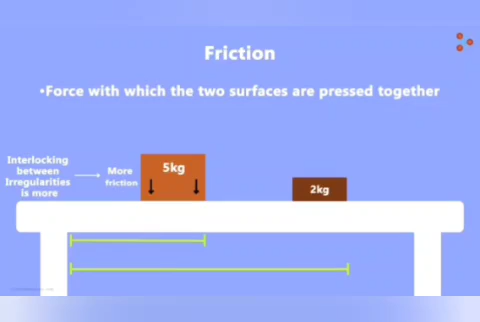 Friction
•Force with which the two surfaces are pressed together
Interlocking
between
Irregularities
is more
More
friction
5kg
2kg